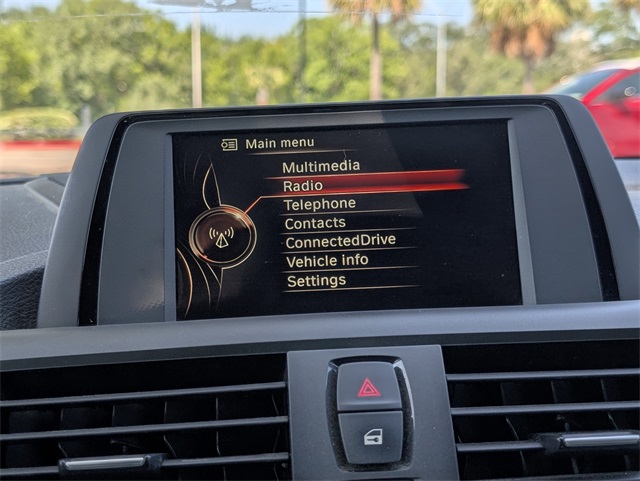 Main menu
Multimedia
Radio
Telephone
Contacts
ConnectedDrive
Vehicle info
Settings